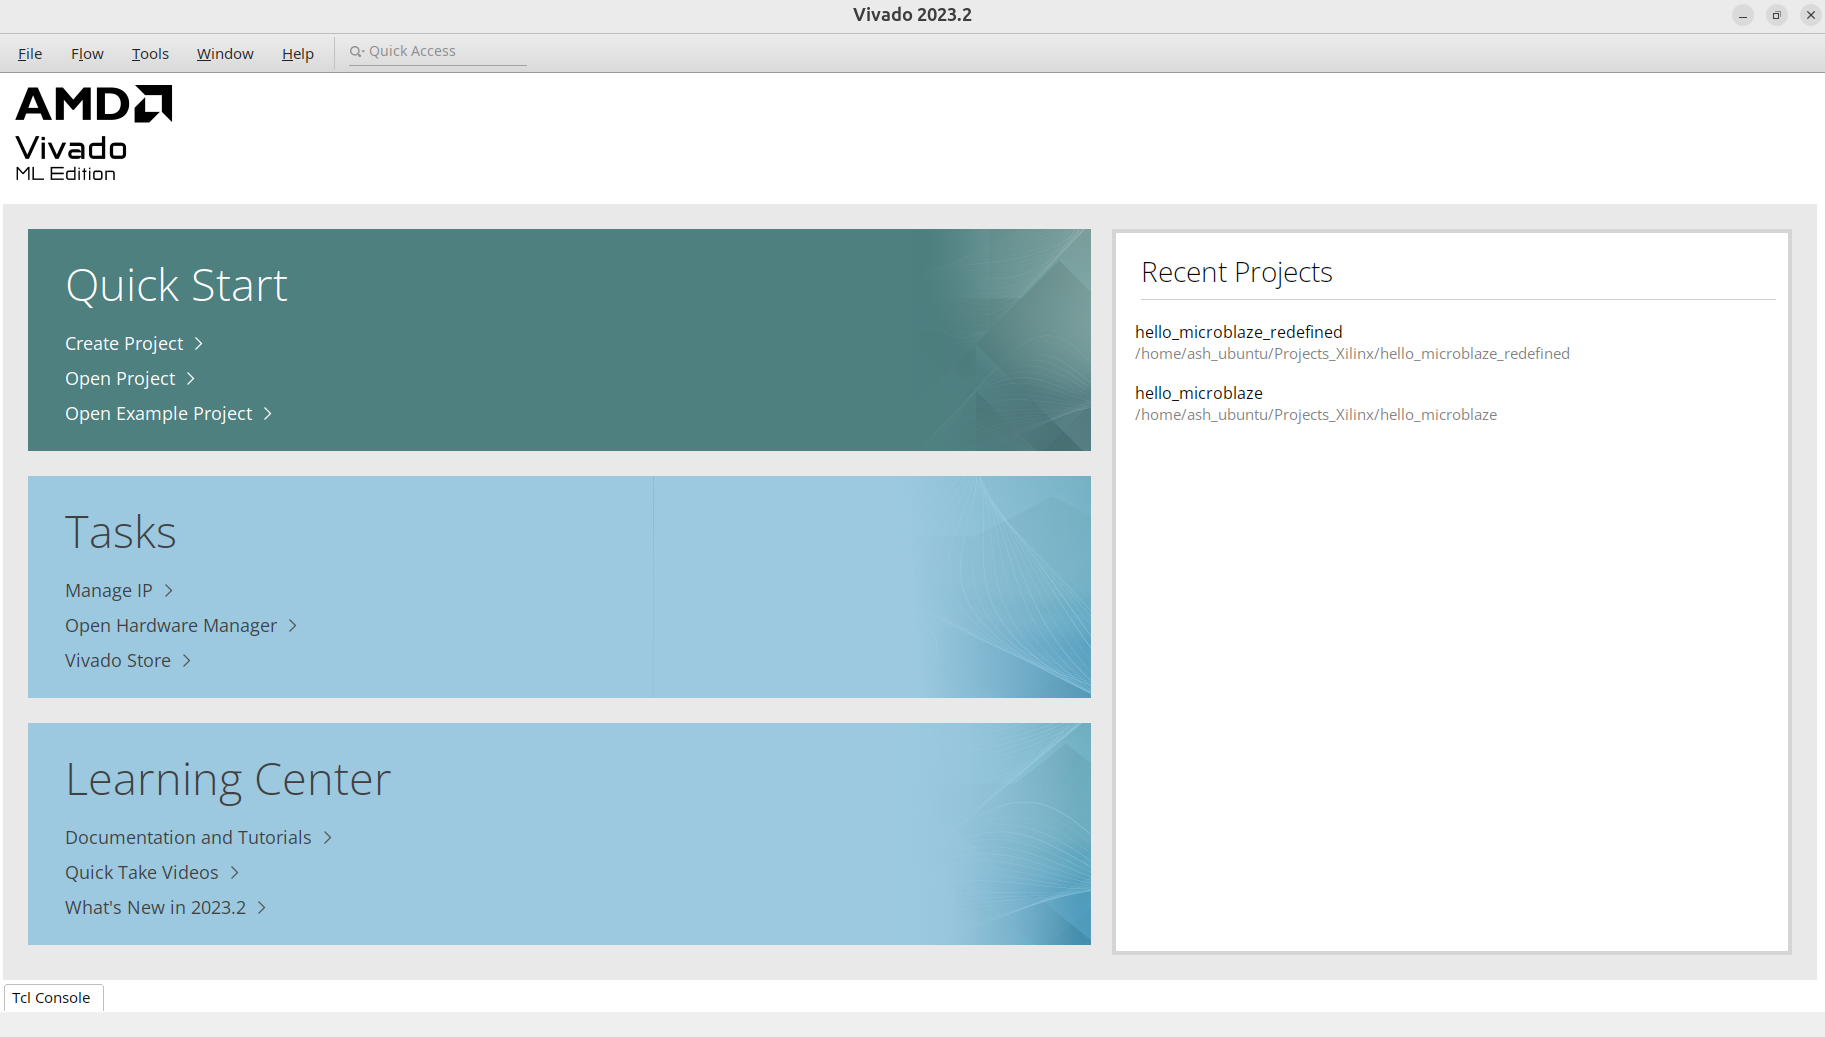 Vivado 2023.2
File Flow Tools Window Help Quick Access
AMD
Vivado
ML Edition
Quick Start
Create Project
Open Project
Open Example Project
Tasks
Manage IP
Open Hardware Manager
Vivado Store
Learning Center
Documentation and Tutorials
Quick Take Videos
What's New in 2023.2
Recent Projects
hello_microblaze_redefined
/home/ash_ubuntu/Projects_Xilinx/hello_microblaze_redefined
hello_microblaze
/home/ash_ubuntu/Projects_Xilinx/hello_microblaze
Tcl Console